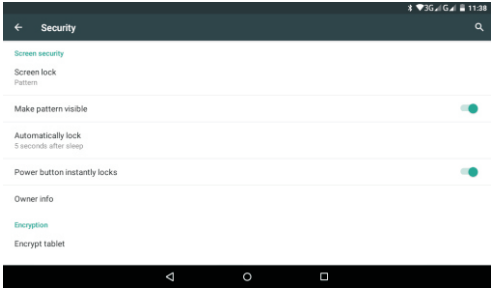 3G G 11:38
Security
Screen security
Screen lock
Pattern
Make pattern visible
Automatically lock
5 seconds after sleep
Power button instantly locks
Owner info
Encryption
Encrypt tablet